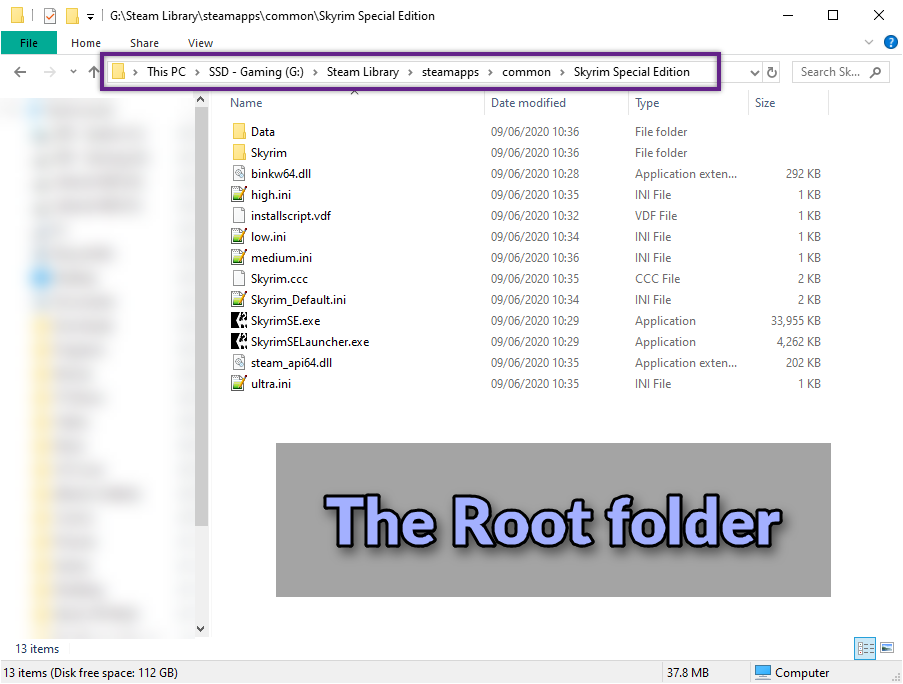 G:\Steam Library\steamapps\common\Skyrim Special Edition
File Home Share View
This PC > SSD - Gaming (G:) > Steam Library > steamapps > common > Skyrim Special Edition
Search Sk...
Name Date modified Type Size
Data 09/06/2020 10:36 File folder
Skyrim 09/06/2020 10:36 File folder
binkw64.dll 09/06/2020 10:28 Application exten... 292 KB
high.ini 09/06/2020 10:35 INI File 1 KB
installscript.vdf 09/06/2020 10:32 VDF File 1 KB
low.ini 09/06/2020 10:34 INI File 1 KB
medium.ini 09/06/2020 10:36 INI File 1 KB
Skyrim.ccc 09/06/2020 10:35 CCC File 2 KB
Skyrim_Default.ini 09/06/2020 10:34 INI File 2 KB
SkyrimSE.exe 09/06/2020 10:29 Application 33,955 KB
SkyrimSELauncher.exe 09/06/2020 10:29 Application 4,262 KB
steam_api64.dll 09/06/2020 10:35 Application exten... 202 KB
ultra.ini 09/06/2020 10:35 INI File 1 KB
The Root folder
13 items
13 items (Disk free space: 112 GB) 37.8 MB Computer